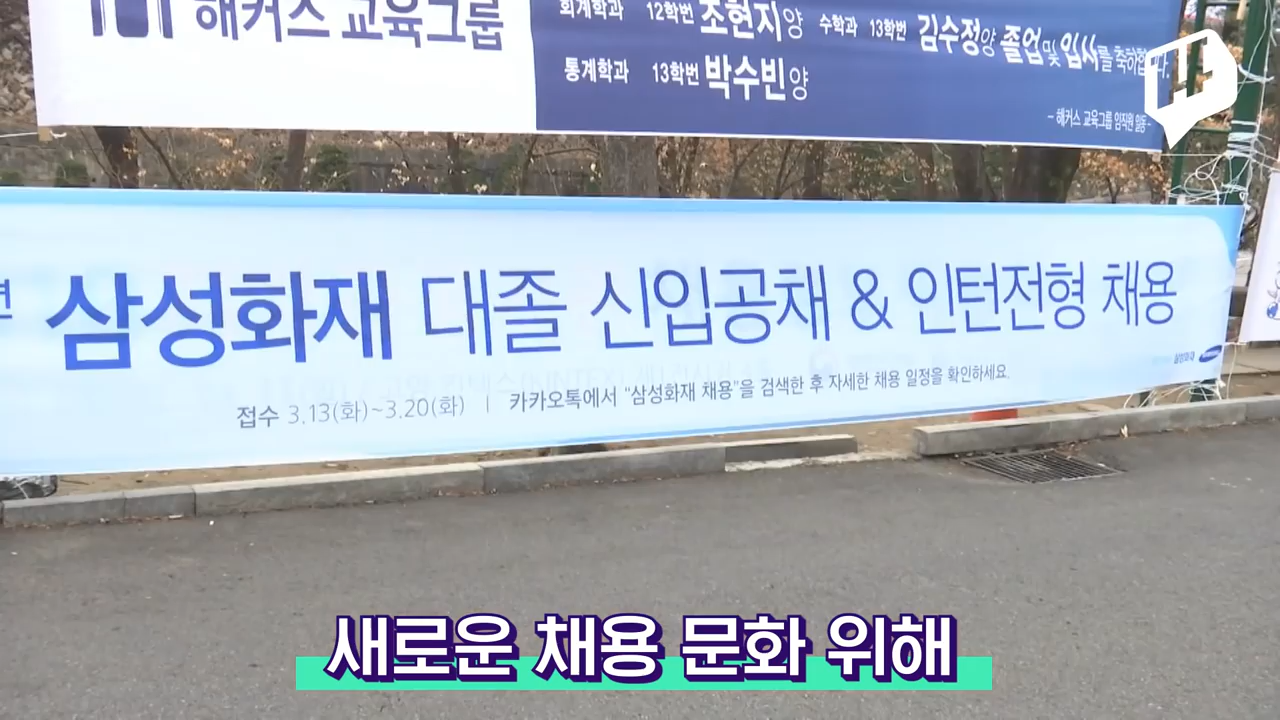 해커스 교육그룹
회계학과 12학번 조현지양 수학과 13학번 김수정양 졸업 및 입사를 축하합니다.
통계학과 13학번 박수빈양
- 해커스 교육그룹 임직원 일동 -
삼성화재 대졸 신입공채 & 인턴전형 채용
삼성화재
접수 3.13(화)~3.20(화) | 카카오톡에서 "삼성화재 채용"을 검색한 후 자세한 채용 일정을 확인하세요.
새로운 채용 문화 위해